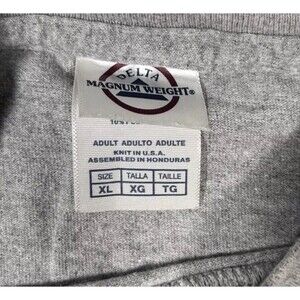 DELTA
MAGNUM WEIGHT®
ADULT ADULTO ADULTE
KNIT IN U.S.A.
ASSEMBLED IN HONDURAS
SIZE TALLA TAILLE
XL XG TG